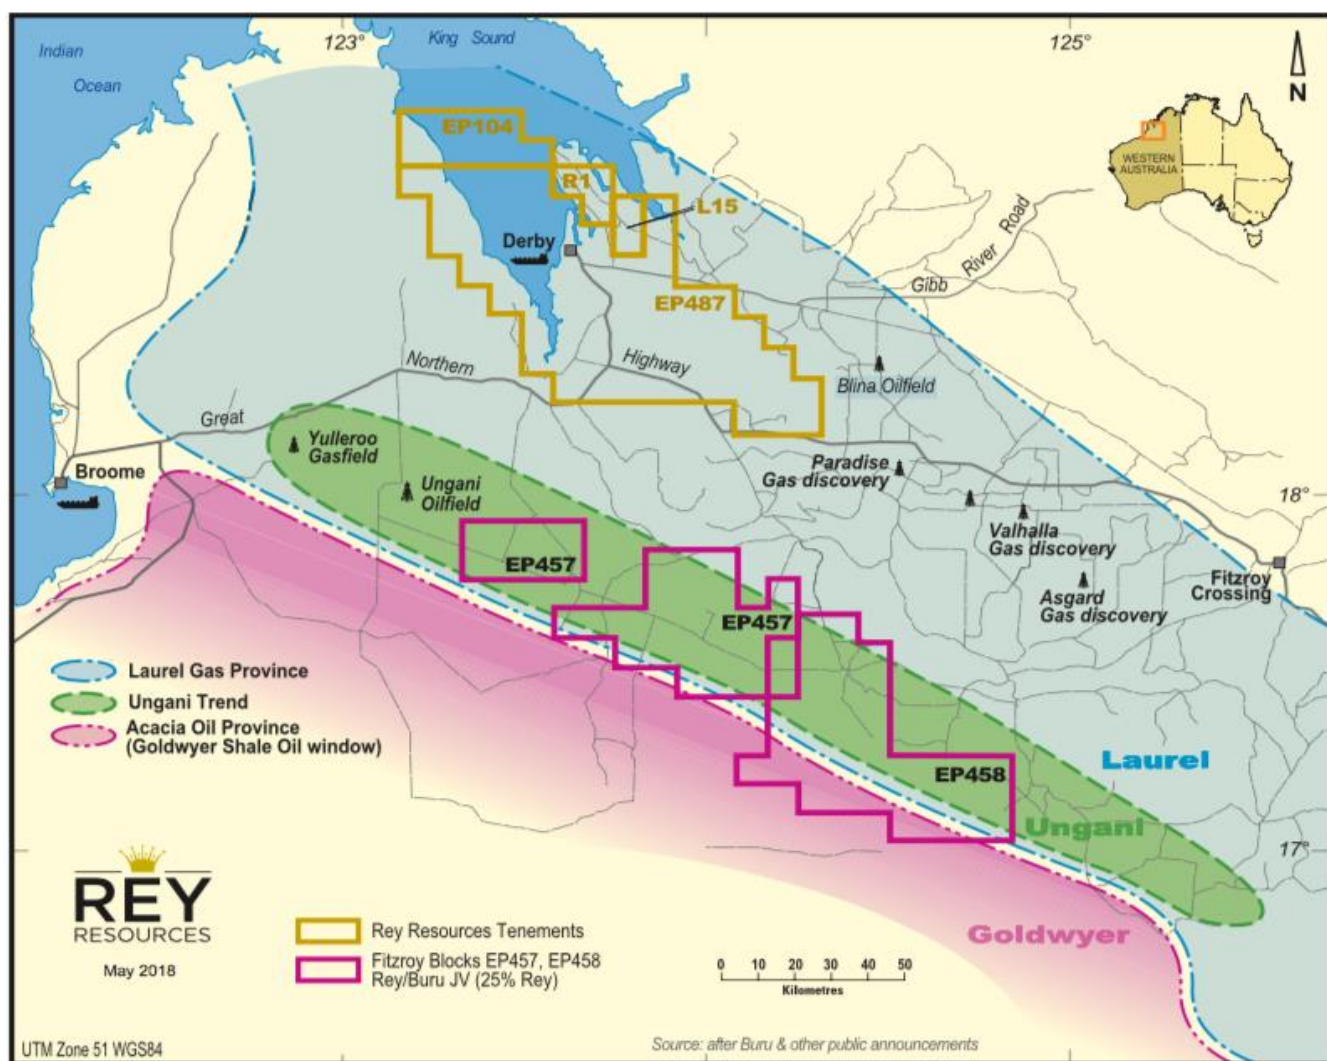 123°
King Sound
125°
Indian
Ocean
N
WESTERN
AUSTRALIA
EP104
R1
L15
Derby
EP487
Gibb River Road
Northern
Highway
Great
Blina Oilfield
Yulleroo
Gasfield
Ungani
Oilfield
Broome
Paradise
Gas discovery
18°
Valhalla
Gas discovery
EP457
Fitzroy
Crossing
Asgard
Gas discovery
EP457
Laurel Gas Province
Ungani Trend
Acacia Oil Province
(Goldwyer Shale Oil window)
Laurel
EP458
Ungani
17°
REY
RESOURCES
May 2018
Goldwyer
Rey Resources Tenements
Fitzroy Blocks EP457, EP458
Rey/Buru JV (25% Rey)
0 10 20 30 40 50
Kilometres
UTM Zone 51 WGS84
Source: after Buru & other public announcements